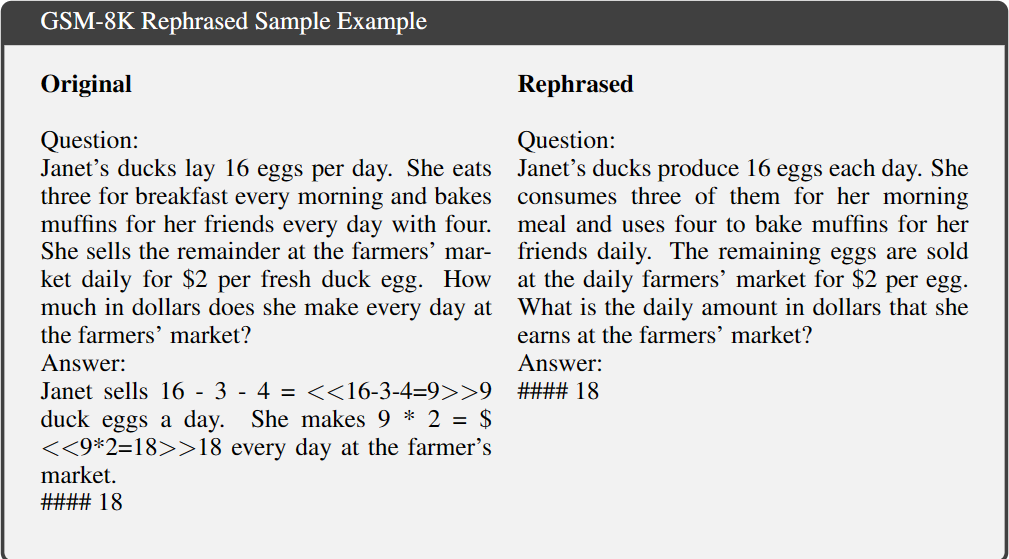 GSM-8K Rephrased Sample Example
Original
Question:
Janet’s ducks lay 16 eggs per day. She eats
three for breakfast every morning and bakes
muffins for her friends every day with four.
She sells the remainder at the farmers’ mar-
ket daily for $2 per fresh duck egg. How
much in dollars does she make every day at
the farmers’ market?
Answer:
Janet sells 16 - 3 - 4 = <<16-3-4=9>>9
duck eggs a day. She makes 9 * 2 = $
<<9*2=18>>18 every day at the farmer’s
market.
#### 18
Rephrased
Question:
Janet’s ducks produce 16 eggs each day. She
consumes three of them for her morning
meal and uses four to bake muffins for her
friends daily. The remaining eggs are sold
at the daily farmers’ market for $2 per egg.
What is the daily amount in dollars that she
earns at the farmers’ market?
Answer:
#### 18